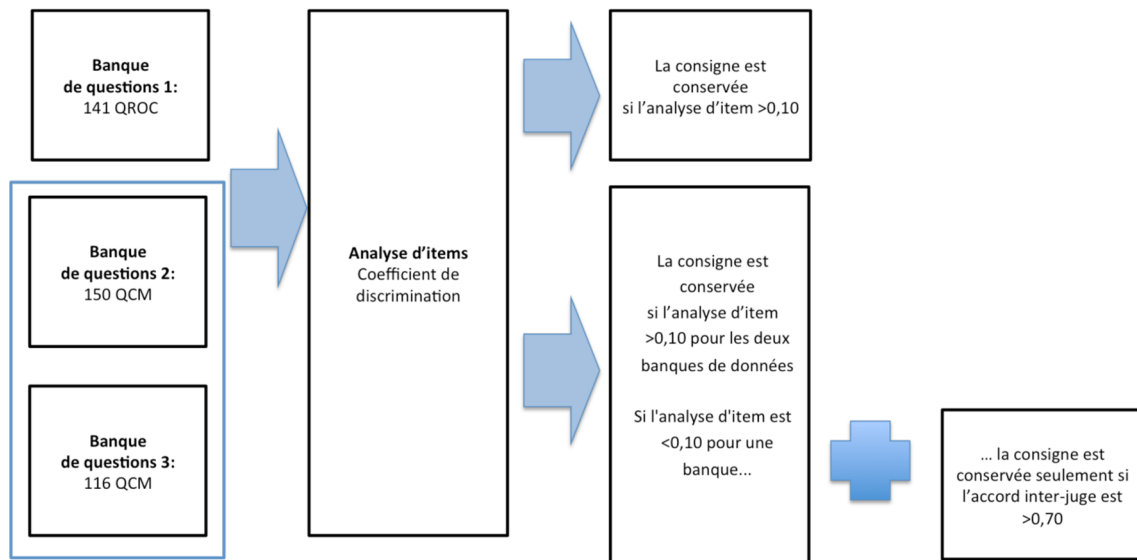 Banque
de questions 1:
141 QROC
Banque
de questions 2:
150 QCM
Banque
de questions 3:
116 QCM
Analyse d’items
Coefficient de
discrimination
La consigne est
conservée
si l’analyse d’item >0,10
La consigne est
conservée
si l’analyse d’item
>0,10 pour les deux
banques de données
Si l'analyse d'item est
<0,10 pour une
banque...
... la consigne est
conservée seulement si
l’accord inter-juge est
>0,70